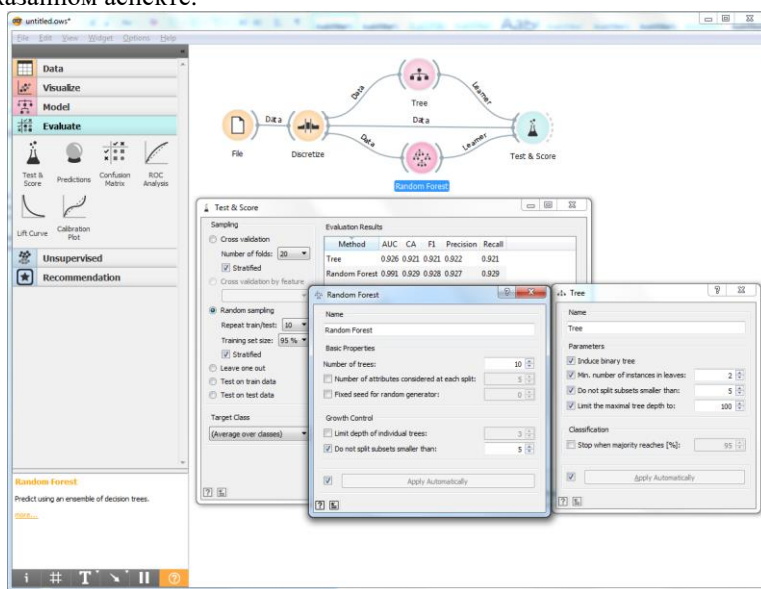 казанном аспекте.
untitled.ows*
File Edit View Widget Options Help
Data
Visualize
Model
Evaluate
Test & Score
Predictions
Confusion Matrix
ROC Analysis
Lift Curve
Calibration Plot
Unsupervised
Recommendation
Random Forest
Predict using an ensemble of decision trees.
more...
File
Data
Discretize
Data
Tree
Learner
Data
Data
Random Forest
Learner
Test & Score
Test & Score
Sampling
Cross validation
Number of folds: 20
Stratified
Cross validation by feature
Random sampling
Repeat train/test: 10
Training set size: 95 %
Stratified
Leave one out
Test on train data
Test on test data
Target Class
(Average over classes)
Evaluation Results
Method AUC CA F1 Precision Recall
Tree 0.926 0.921 0.921 0.922 0.921
Random Forest 0.991 0.929 0.928 0.927 0.929
Random Forest
Name
Random Forest
Basic Properties
Number of trees: 10
Number of attributes considered at each split: 5
Fixed seed for random generator: 0
Growth Control
Limit depth of individual trees: 3
Do not split subsets smaller than: 5
Apply Automatically
Tree
Name
Tree
Parameters
Induce binary tree
Min. number of instances in leaves: 2
Do not split subsets smaller than: 5
Limit the maximal tree depth to: 100
Classification
Stop when majority reaches [%]: 95
Apply Automatically